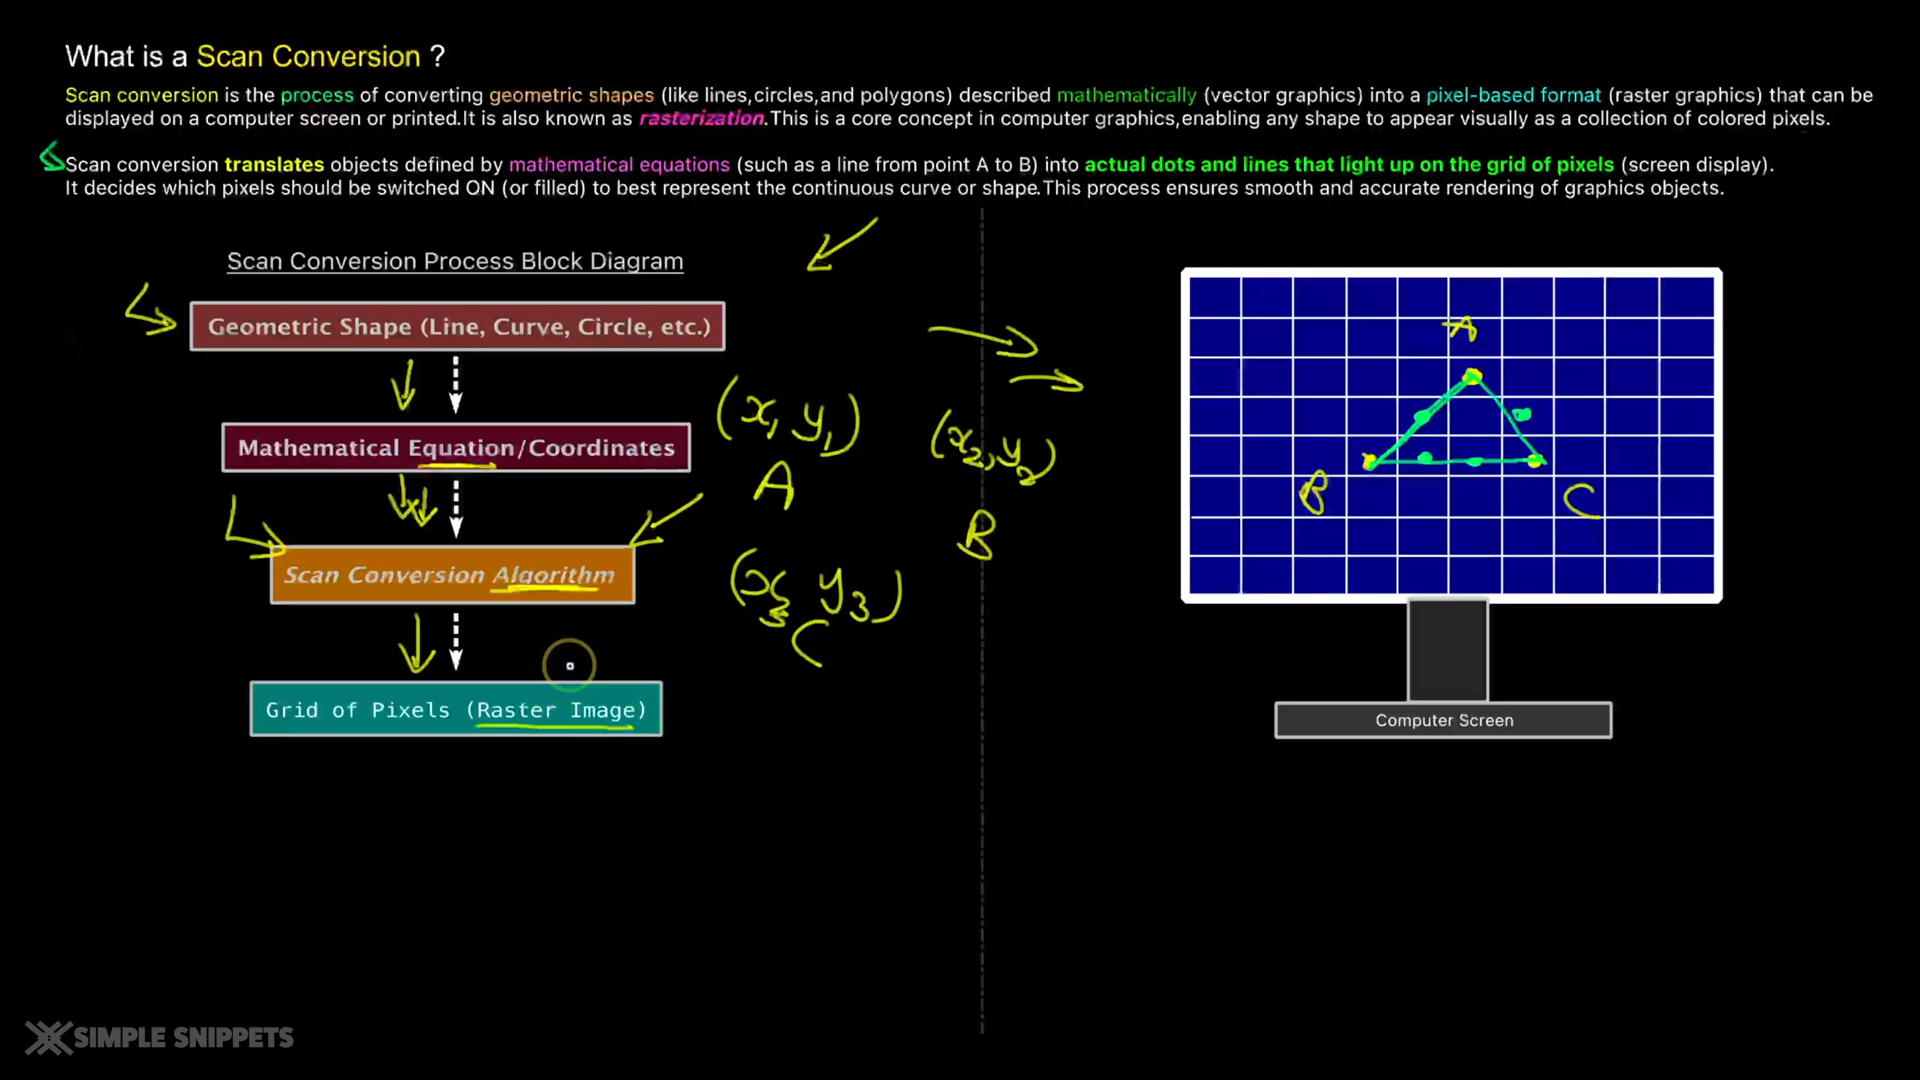 What is a Scan Conversion ?
Scan conversion is the process of converting geometric shapes (like lines,circles,and polygons) described mathematically (vector graphics) into a pixel-based format (raster graphics) that can be
displayed on a computer screen or printed.It is also known as rasterization.This is a core concept in computer graphics,enabling any shape to appear visually as a collection of colored pixels.
Scan conversion translates objects defined by mathematical equations (such as a line from point A to B) into actual dots and lines that light up on the grid of pixels (screen display).
It decides which pixels should be switched ON (or filled) to best represent the continuous curve or shape.This process ensures smooth and accurate rendering of graphics objects.
Scan Conversion Process Block Diagram
Geometric Shape (Line, Curve, Circle, etc.)
Mathematical Equation/Coordinates
Scan Conversion Algorithm
Grid of Pixels (Raster Image)
(x1, y1)
A
(x2, y2)
B
(x3 y3)
C
A
B
C
Computer Screen
SIMPLE SNIPPETS